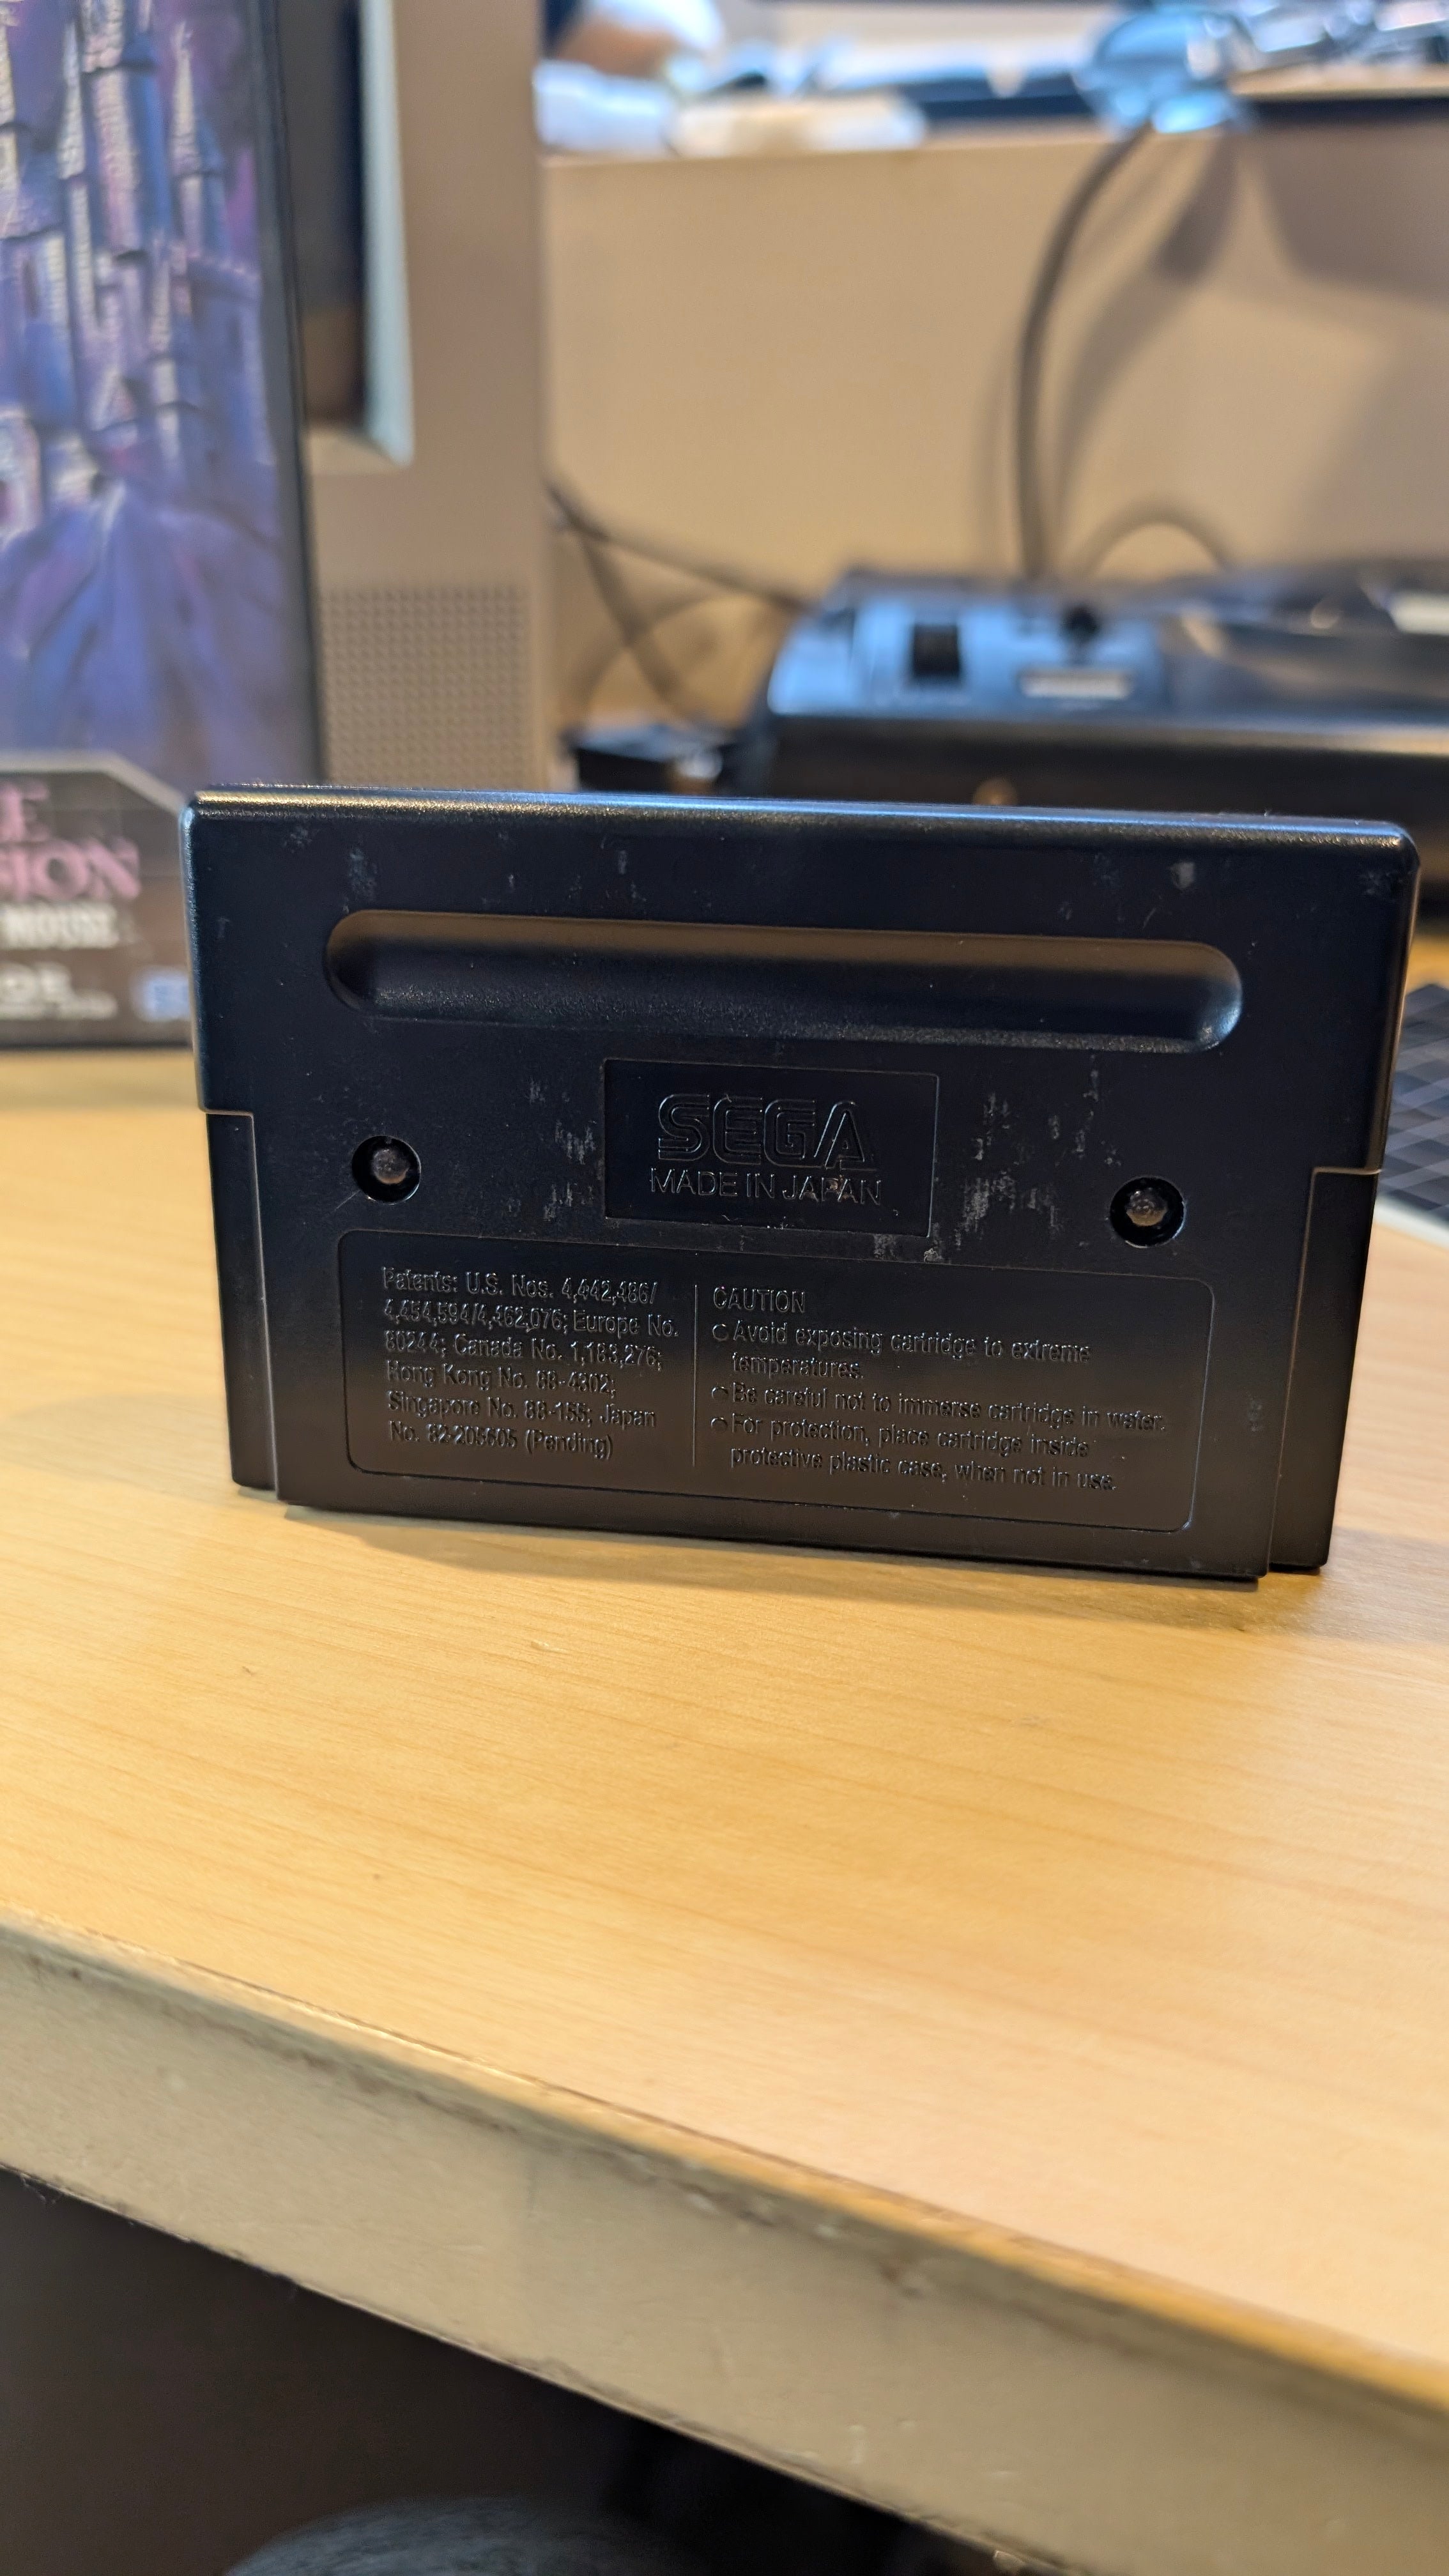 E
SION
MOUSE
SEGA
MADE IN JAPAN
Patents: U.S. Nos. 4,442,486/
4,454,594/4,462,076; Europe No.
80244; Canada No. 1,183,276;
Hong Kong No. 88-4302;
Singapore No. 88-155; Japan
No. 82-205605 (Pending)
CAUTION
Avoid exposing cartridge to extreme
temperatures.
Be careful not to immerse cartridge in water.
For protection, place cartridge inside
protective plastic case, when not in use.